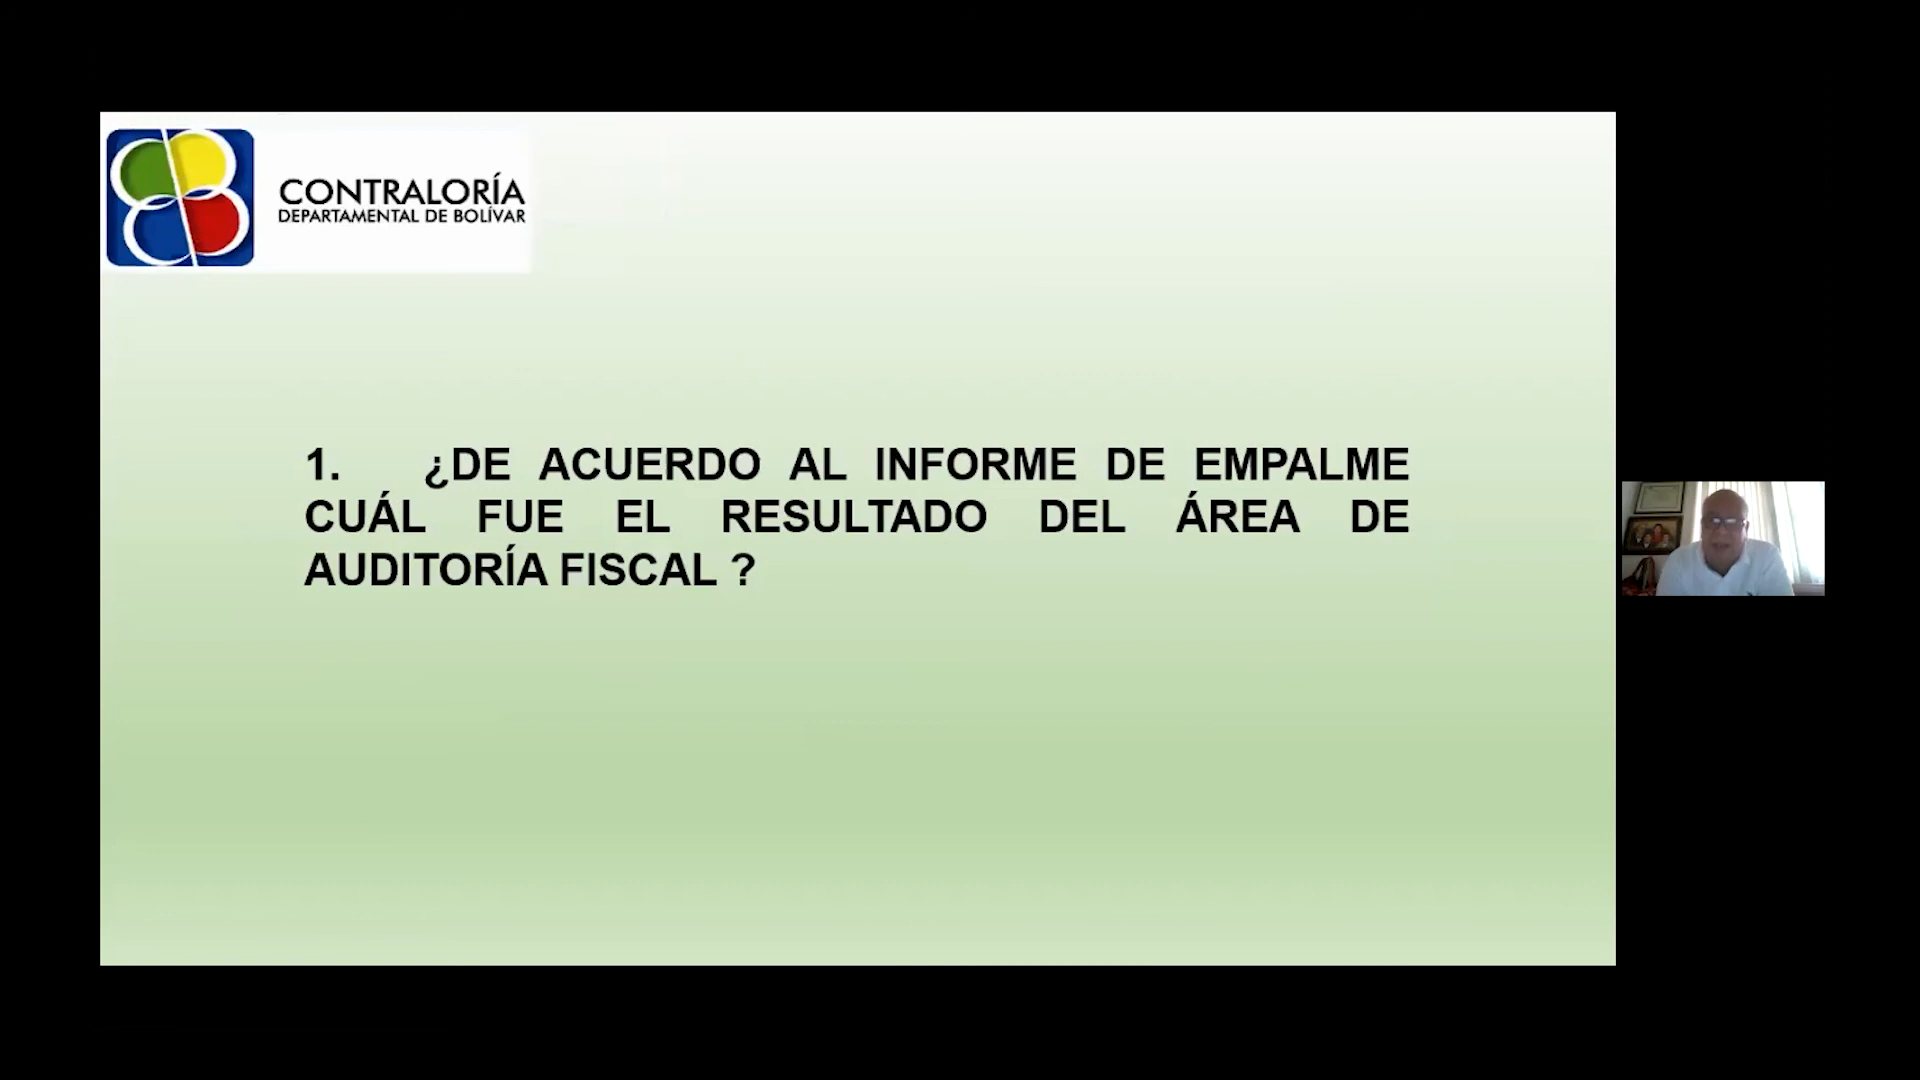 CONTRALORÍA
DEPARTAMENTAL DE BOLÍVAR
1. ¿DE ACUERDO AL INFORME DE EMPALME
CUÁL FUE EL RESULTADO DEL ÁREA DE
AUDITORÍA FISCAL ?